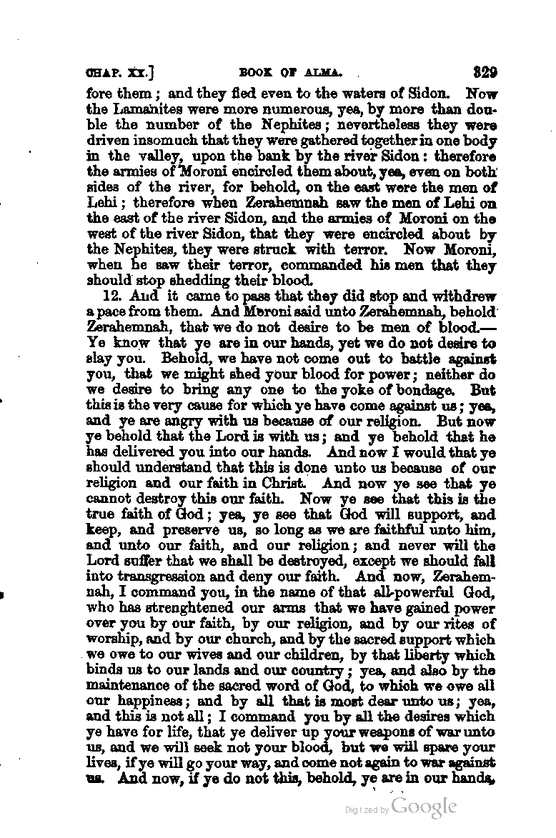 CHAP. XX.] BOOK OF ALMA. 329
fore them; and they fled even to the waters of Sidon. Now
the Lamanites were more numerous, yea, by more than dou-
ble the number of the Nephites; nevertheless they were
driven insomuch that they were gathered together in one body
in the valley, upon the bank by the river Sidon: therefore
the armies of Moroni encircled them about, yea, even on both
sides of the river, for behold, on the east were the men of
Lehi; therefore when Zerahemnah saw the men of Lehi on
the east of the river Sidon, and the armies of Moroni on the
west of the river Sidon, that they were encircled about by
the Nephites, they were struck with terror. Now Moroni,
when he saw their terror, commanded his men that they
should stop shedding their blood.
12. And it came to pass that they did stop and withdrew
a pace from them. And Moroni said unto Zerahemnah, behold
Zerahemnah, that we do not desire to be men of blood.—
Ye know that ye are in our hands, yet we do not desire to
slay you. Behold, we have not come out to battle against
you, that we might shed your blood for power; neither do
we desire to bring any one to the yoke of bondage. But
this is the very cause for which ye have come against us; yea,
and ye are angry with us because of our religion. But now
ye behold that the Lord is with us; and ye behold that he
has delivered you into our hands. And now I would that ye
should understand that this is done unto us because of our
religion and our faith in Christ. And now ye see that ye
cannot destroy this our faith. Now ye see that this is the
true faith of God; yea, ye see that God will support, and
keep, and preserve us, so long as we are faithful unto him,
and unto our faith, and our religion; and never will the
Lord suffer that we shall be destroyed, except we should fall
into transgression and deny our faith. And now, Zerahem-
nah, I command you, in the name of that all-powerful God,
who has strenghtened our arms that we have gained power
over you by our faith, by our religion, and by our rites of
worship, and by our church, and by the sacred support which
we owe to our wives and our children, by that liberty which
binds us to our lands and our country; yea, and also by the
maintenance of the sacred word of God, to which we owe all
our happiness; and by all that is most dear unto us; yea,
and this is not all; I command you by all the desires which
ye have for life, that ye deliver up your weapons of war unto
us, and we will seek not your blood, but we will spare your
lives, if ye will go your way, and come not again to war against
us. And now, if ye do not this, behold, ye are in our hands,
Digitized by Google